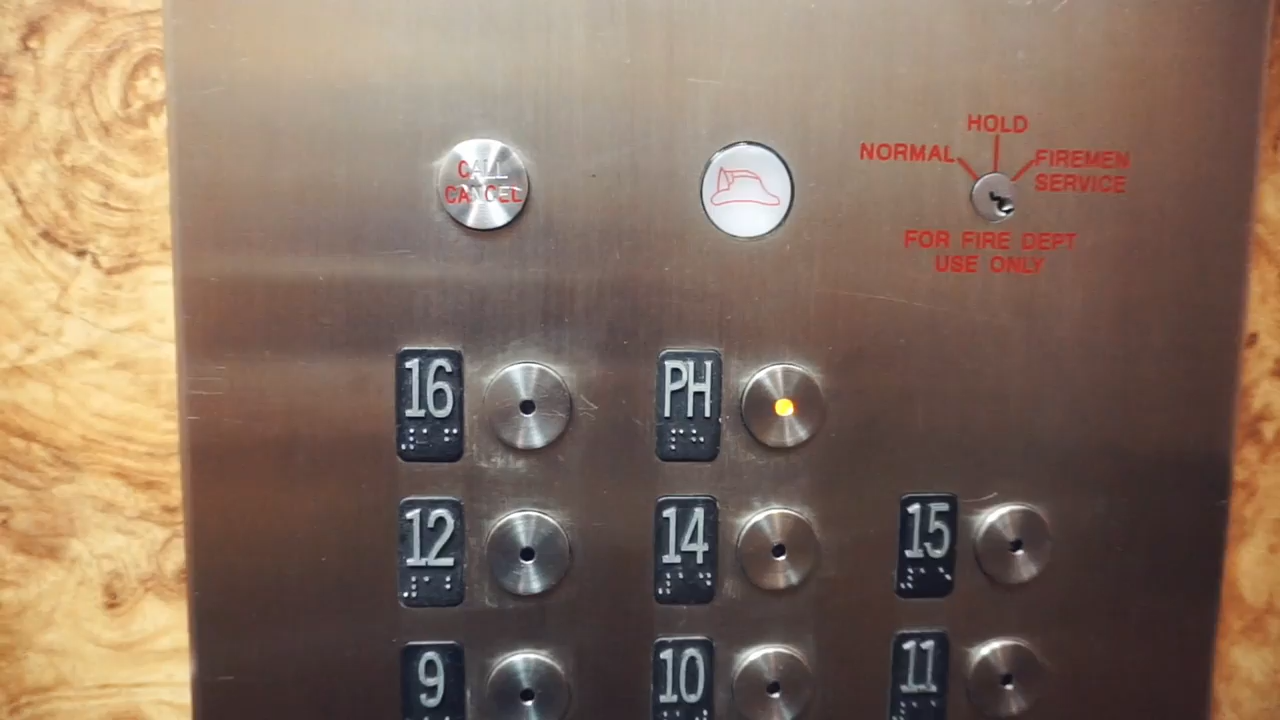 CALL
CANCEL
HOLD
NORMAL
FIREMEN
SERVICE
FOR FIRE DEPT
USE ONLY
16 PH
12 14 15
9 10 11